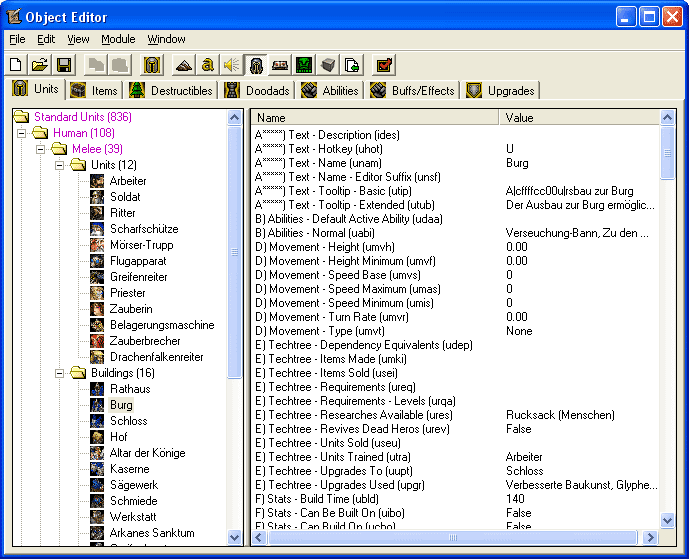 Object Editor
File Edit View Module Window
Units Items Destructibles Doodads Abilities Buffs/Effects Upgrades
Standard Units (836)
Human (108)
Melee (39)
Units (12)
Arbeiter
Soldat
Ritter
Scharfschütze
Mörser-Trupp
Flugapparat
Greifenreiter
Priester
Zauberin
Belagerungsmaschine
Zauberbrecher
Drachenfalkenreiter
Buildings (16)
Rathaus
Burg
Schloss
Hof
Altar der Könige
Kaserne
Sägewerk
Schmiede
Werkstatt
Arkanes Sanktum
Name Value
A*****) Text - Description (ides)
A*****) Text - Hotkey (uhot) U
A*****) Text - Name (unam) Burg
A*****) Text - Name - Editor Suffix (unsf)
A*****) Text - Tooltip - Basic (utip) A|cffffcc00u|rsbau zur Burg
A*****) Text - Tooltip - Extended (utub) Der Ausbau zur Burg ermöglic...
B) Abilities - Default Active Ability (udaa)
B) Abilities - Normal (uabi) Verseuchung-Bann, Zu den ...
D) Movement - Height (umvh) 0.00
D) Movement - Height Minimum (umvf) 0.00
D) Movement - Speed Base (umvs) 0
D) Movement - Speed Maximum (umas) 0
D) Movement - Speed Minimum (umis) 0
D) Movement - Turn Rate (umvr) 0.00
D) Movement - Type (umvt) None
E) Techtree - Dependency Equivalents (udep)
E) Techtree - Items Made (umki)
E) Techtree - Items Sold (usei)
E) Techtree - Requirements (ureq)
E) Techtree - Requirements - Levels (urqa)
E) Techtree - Researches Available (ures) Rucksack (Menschen)
E) Techtree - Revives Dead Heros (urev) False
E) Techtree - Units Sold (useu)
E) Techtree - Units Trained (utra) Arbeiter
E) Techtree - Upgrades To (uupt) Schloss
E) Techtree - Upgrades Used (upgr) Verbesserte Baukunst, Glyphe...
F) Stats - Build Time (ubld) 140
F) Stats - Can Be Built On (uibo) False
F) Stats - Can Build On (ucbo) False